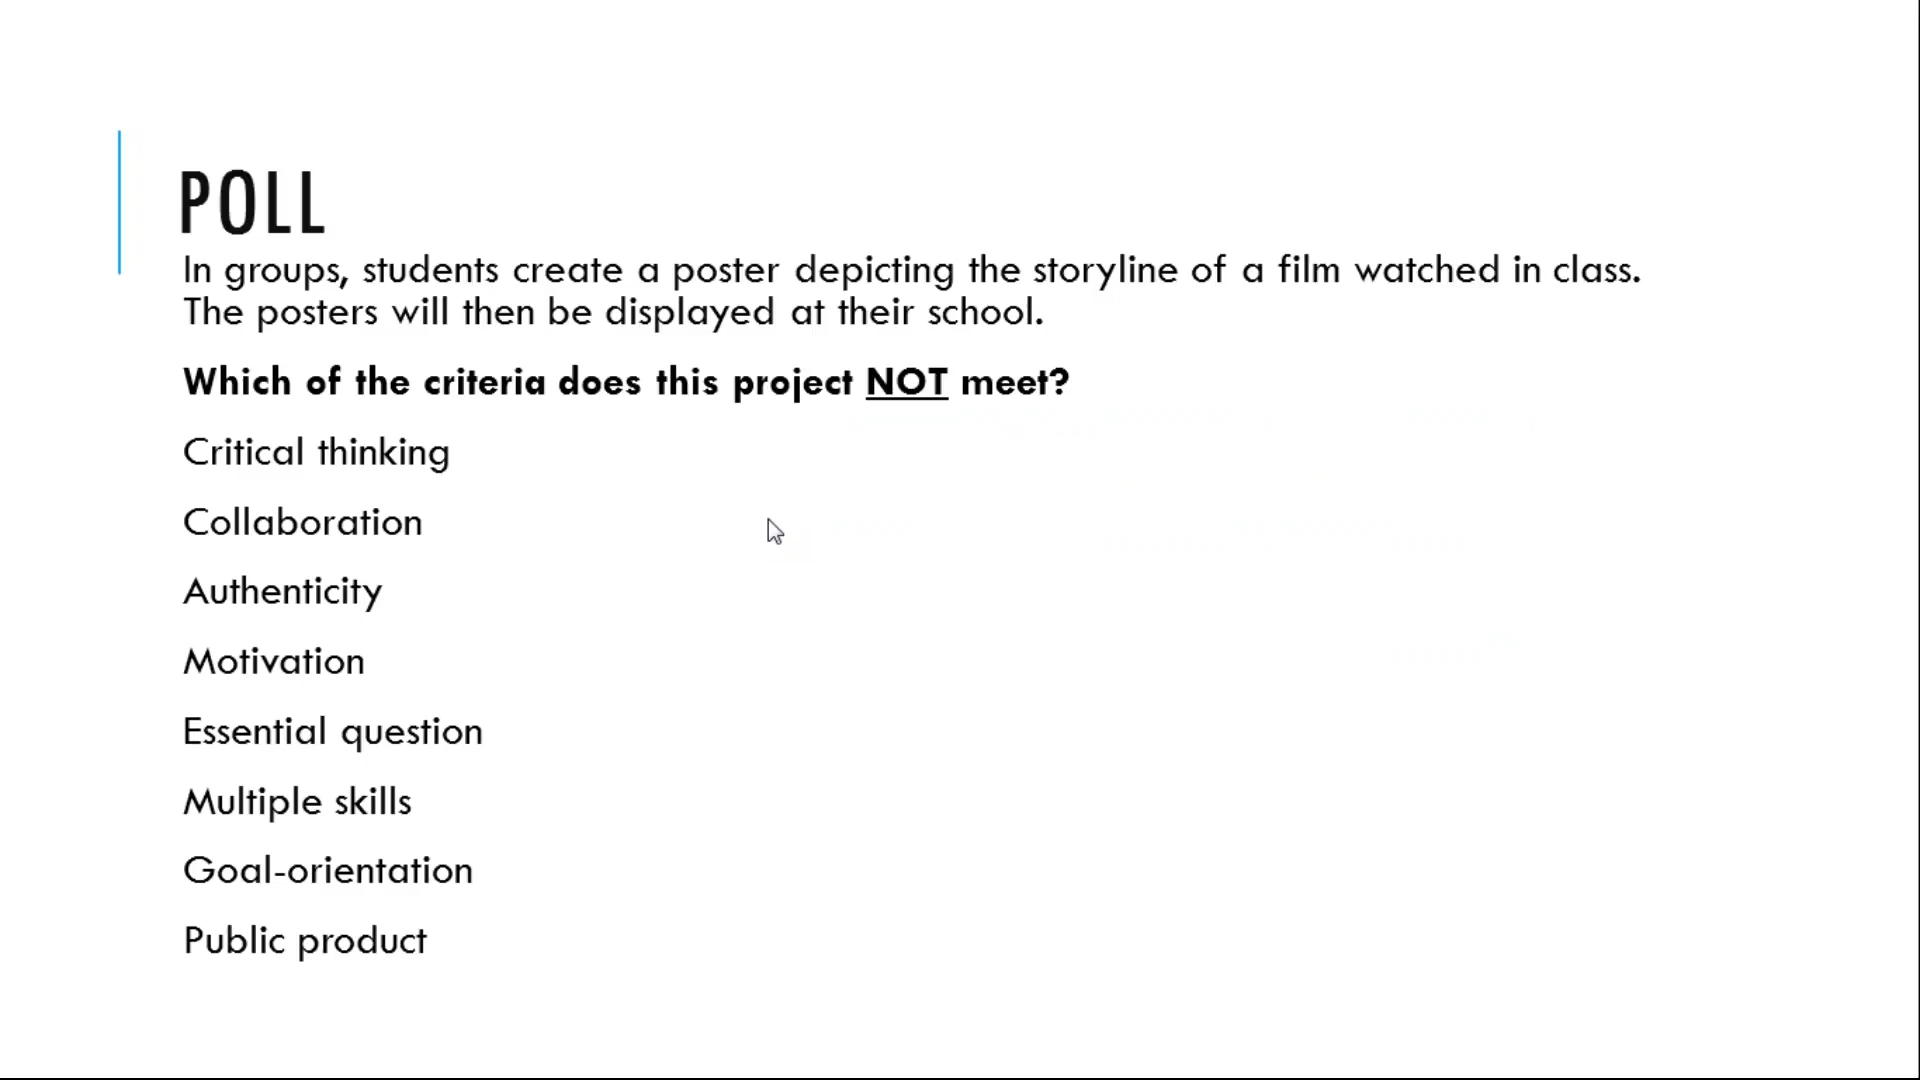 POLL
In groups, students create a poster depicting the storyline of a film watched in class.
The posters will then be displayed at their school.
Which of the criteria does this project NOT meet?
Critical thinking
Collaboration
Authenticity
Motivation
Essential question
Multiple skills
Goal-orientation
Public product